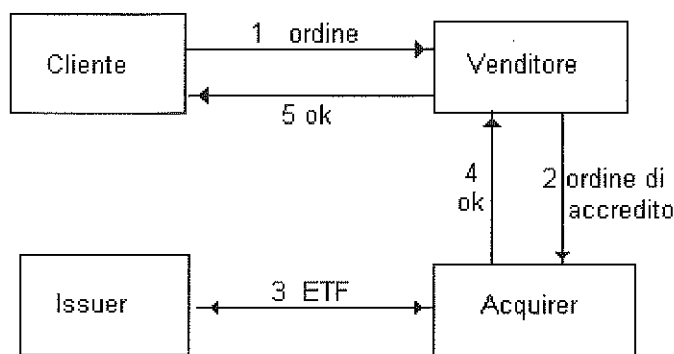 1 ordine
Cliente
Venditore
5 ok
4
ok
2 ordine di
accredito
Issuer
3 ETF
Acquirer